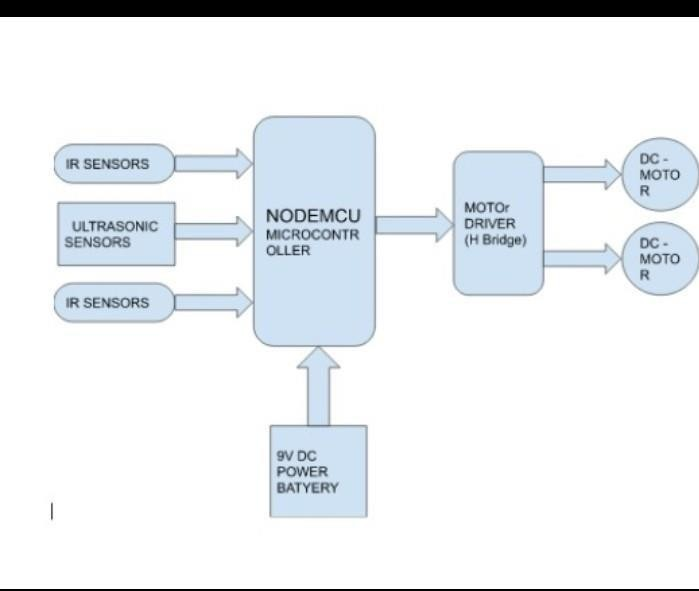 IR SENSORS
ULTRASONIC
SENSORS
IR SENSORS
NODEMCU
MICROCONTR
OLLER
9V DC
POWER
BATYERY
MOTOr
DRIVER
(H Bridge)
DC -
MOTO
R
DC -
MOTO
R